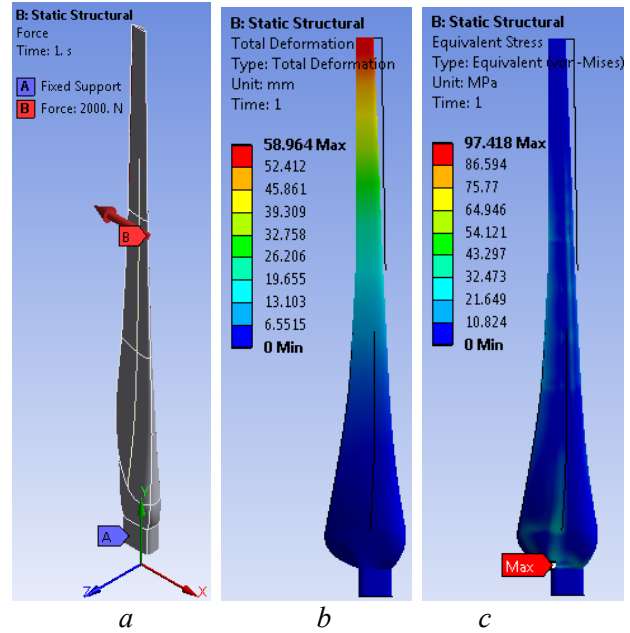 B: Static Structural
Force
Time: 1. s
A Fixed Support
B Force: 2000. N
B
A
Y
Z
X
a
B: Static Structural
Total Deformation
Type: Total Deformation
Unit: mm
Time: 1
58.964 Max
52.412
45.861
39.309
32.758
26.206
19.655
13.103
6.5515
0 Min
b
B: Static Structural
Equivalent Stress
Type: Equivalent (von-Mises)
Unit: MPa
Time: 1
97.418 Max
86.594
75.77
64.946
54.121
43.297
32.473
21.649
10.824
0 Min
Max
c